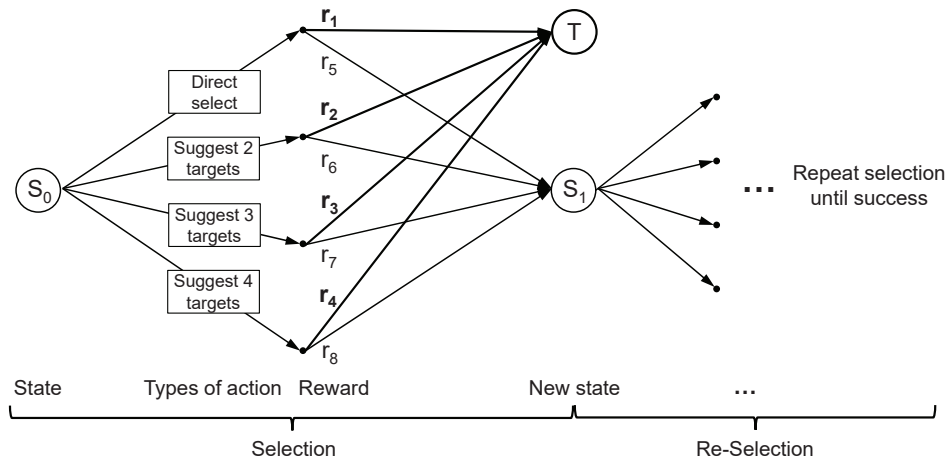 r₁
T
r₅
Direct
select
r₂
Suggest 2
targets
r₆
S₀
S₁
... Repeat selection
until success
r₃
Suggest 3
targets
r₇
Suggest 4
targets
r₄
r₈
State Types of action Reward New state ...
Selection Re-Selection